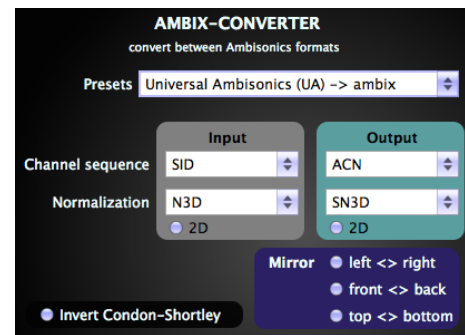 AMBIX-CONVERTER
convert between Ambisonics formats
Presets Universal Ambisonics (UA) -> ambix
Input Output
Channel sequence SID ACN
Normalization N3D SN3D
2D 2D
Mirror left <> right
front <> back
Invert Condon-Shortley top <> bottom